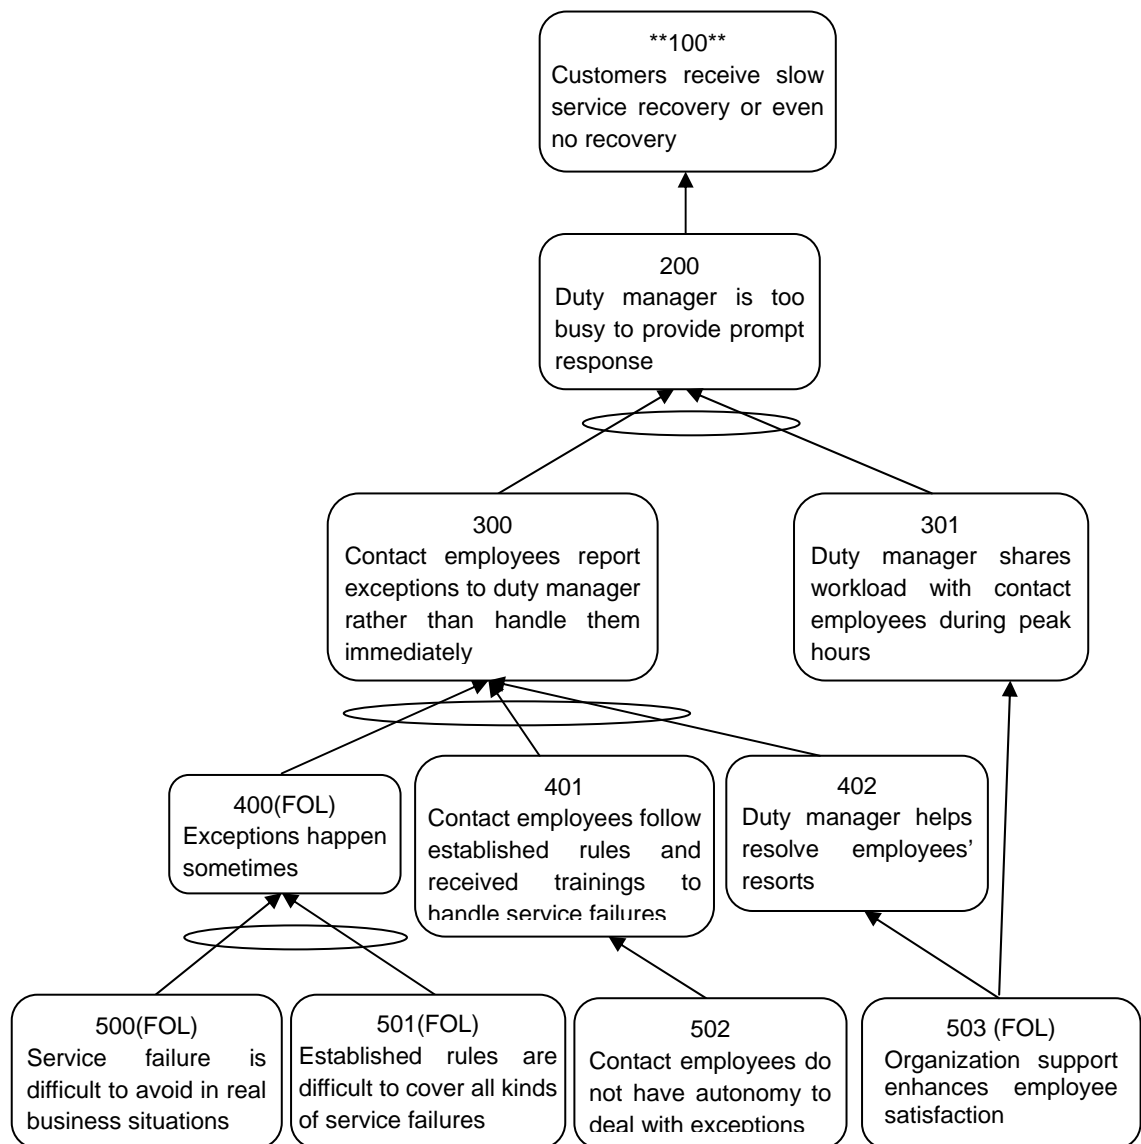 **100**
Customers receive slow
service recovery or even
no recovery
200
Duty manager is too
busy to provide prompt
response
300
Contact employees report
exceptions to duty manager
rather than handle them
immediately
301
Duty manager shares
workload with contact
employees during peak
hours
400(FOL)
Exceptions happen
sometimes
401
Contact employees follow
established rules and
received trainings to
handle service failures
402
Duty manager helps
resolve employees’
resorts
500(FOL)
Service failure is
difficult to avoid in real
business situations
501(FOL)
Established rules are
difficult to cover all kinds
of service failures
502
Contact employees do
not have autonomy to
deal with exceptions
503 (FOL)
Organization support
enhances employee
satisfaction